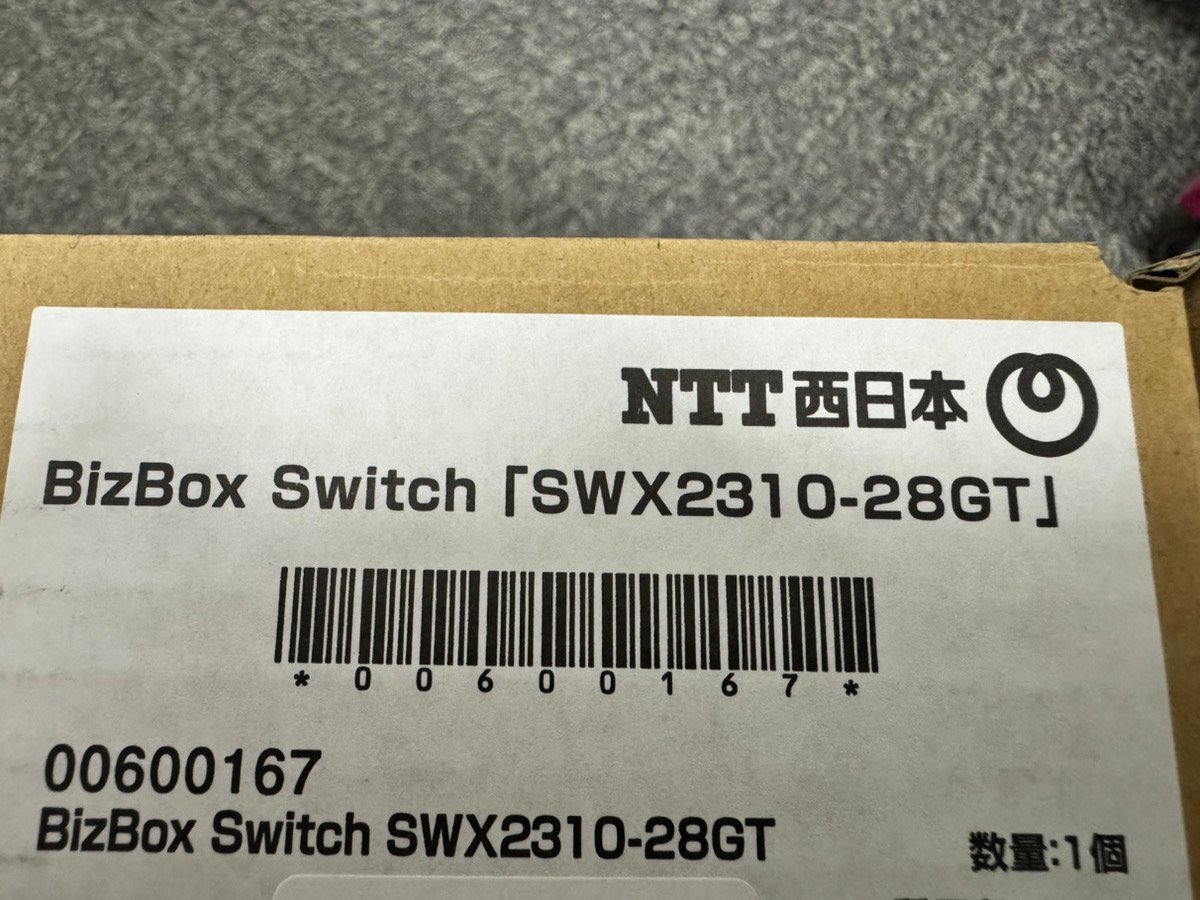 NTT西日本
BizBox Switch「SWX2310-28GT」
*00600167*
00600167
BizBox Switch SWX2310-28GT
数量:1個